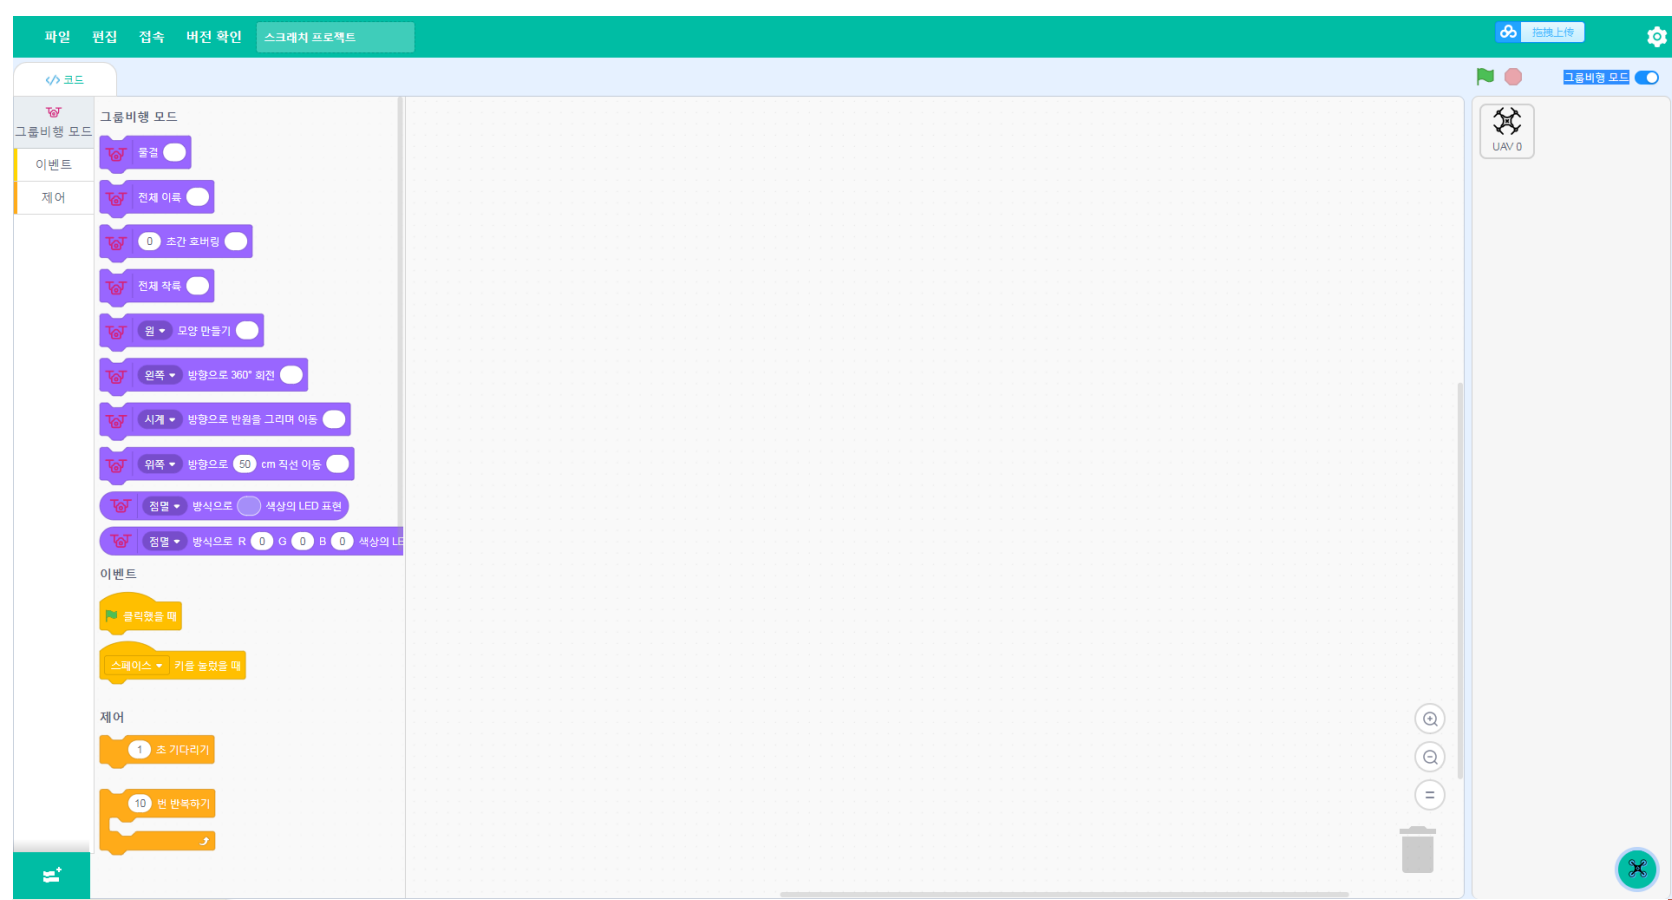 파일 편집 접속 버전 확인 스크래치 프로젝트 拖拽上传
코드
그룹비행 모드
그룹비행 모드
이벤트
제어
그룹비행 모드
물결
전체 이륙
0 초간 호버링
전체 착륙
원 모양 만들기
왼쪽 방향으로 360° 회전
시계 방향으로 반원을 그리며 이동
위쪽 방향으로 50 cm 직선 이동
점멸 방식으로 색상의 LED 표현
점멸 방식으로 R 0 G 0 B 0 색상의 LE
이벤트
클릭했을 때
스페이스 키를 눌렀을 때
제어
1 초 기다리기
10 번 반복하기
UAV 0